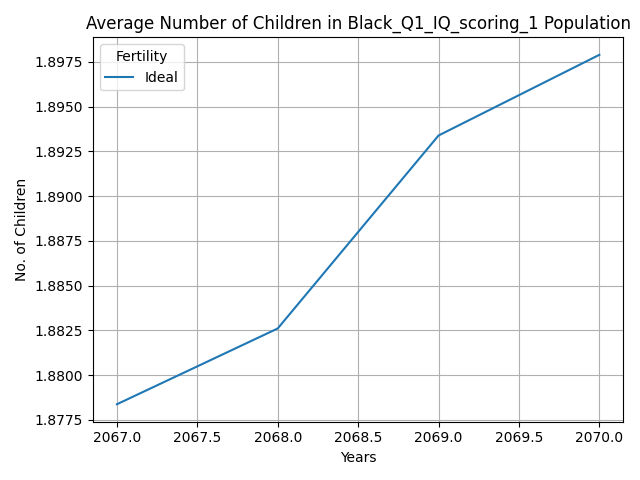 Average Number of Children in Black_Q1_IQ_scoring_1 Population
Fertility
Ideal
1.8975
1.8950
1.8925
1.8900
1.8875
1.8850
1.8825
1.8800
1.8775
No. of Children
2067.0 2067.5 2068.0 2068.5 2069.0 2069.5 2070.0
Years